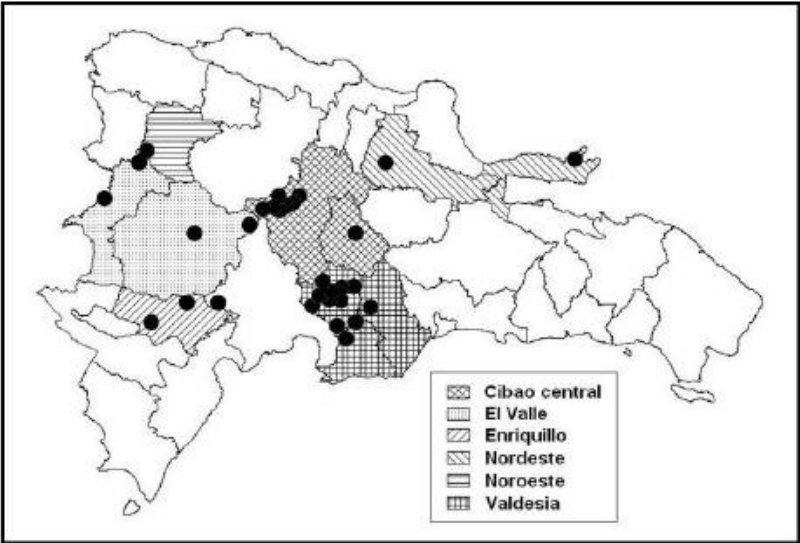 Cibao central
El Valle
Enriquillo
Nordeste
Noroeste
Valdesia